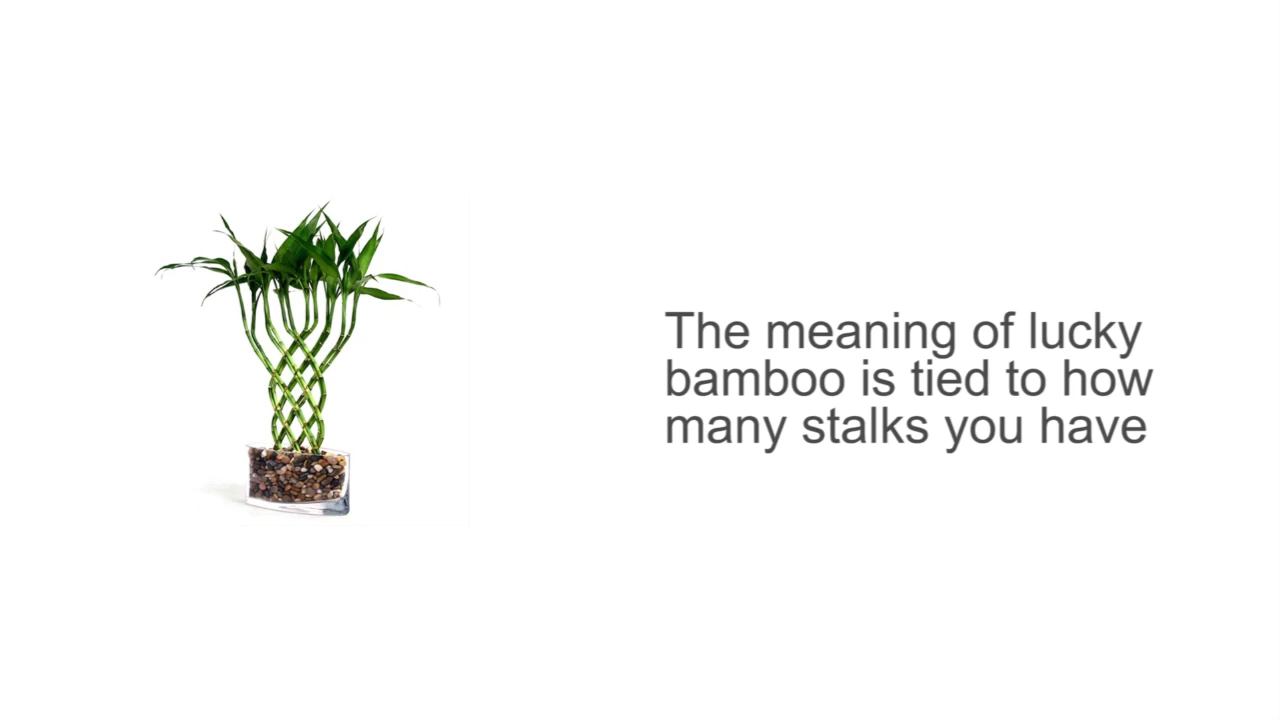 The meaning of lucky
bamboo is tied to how
many stalks you have